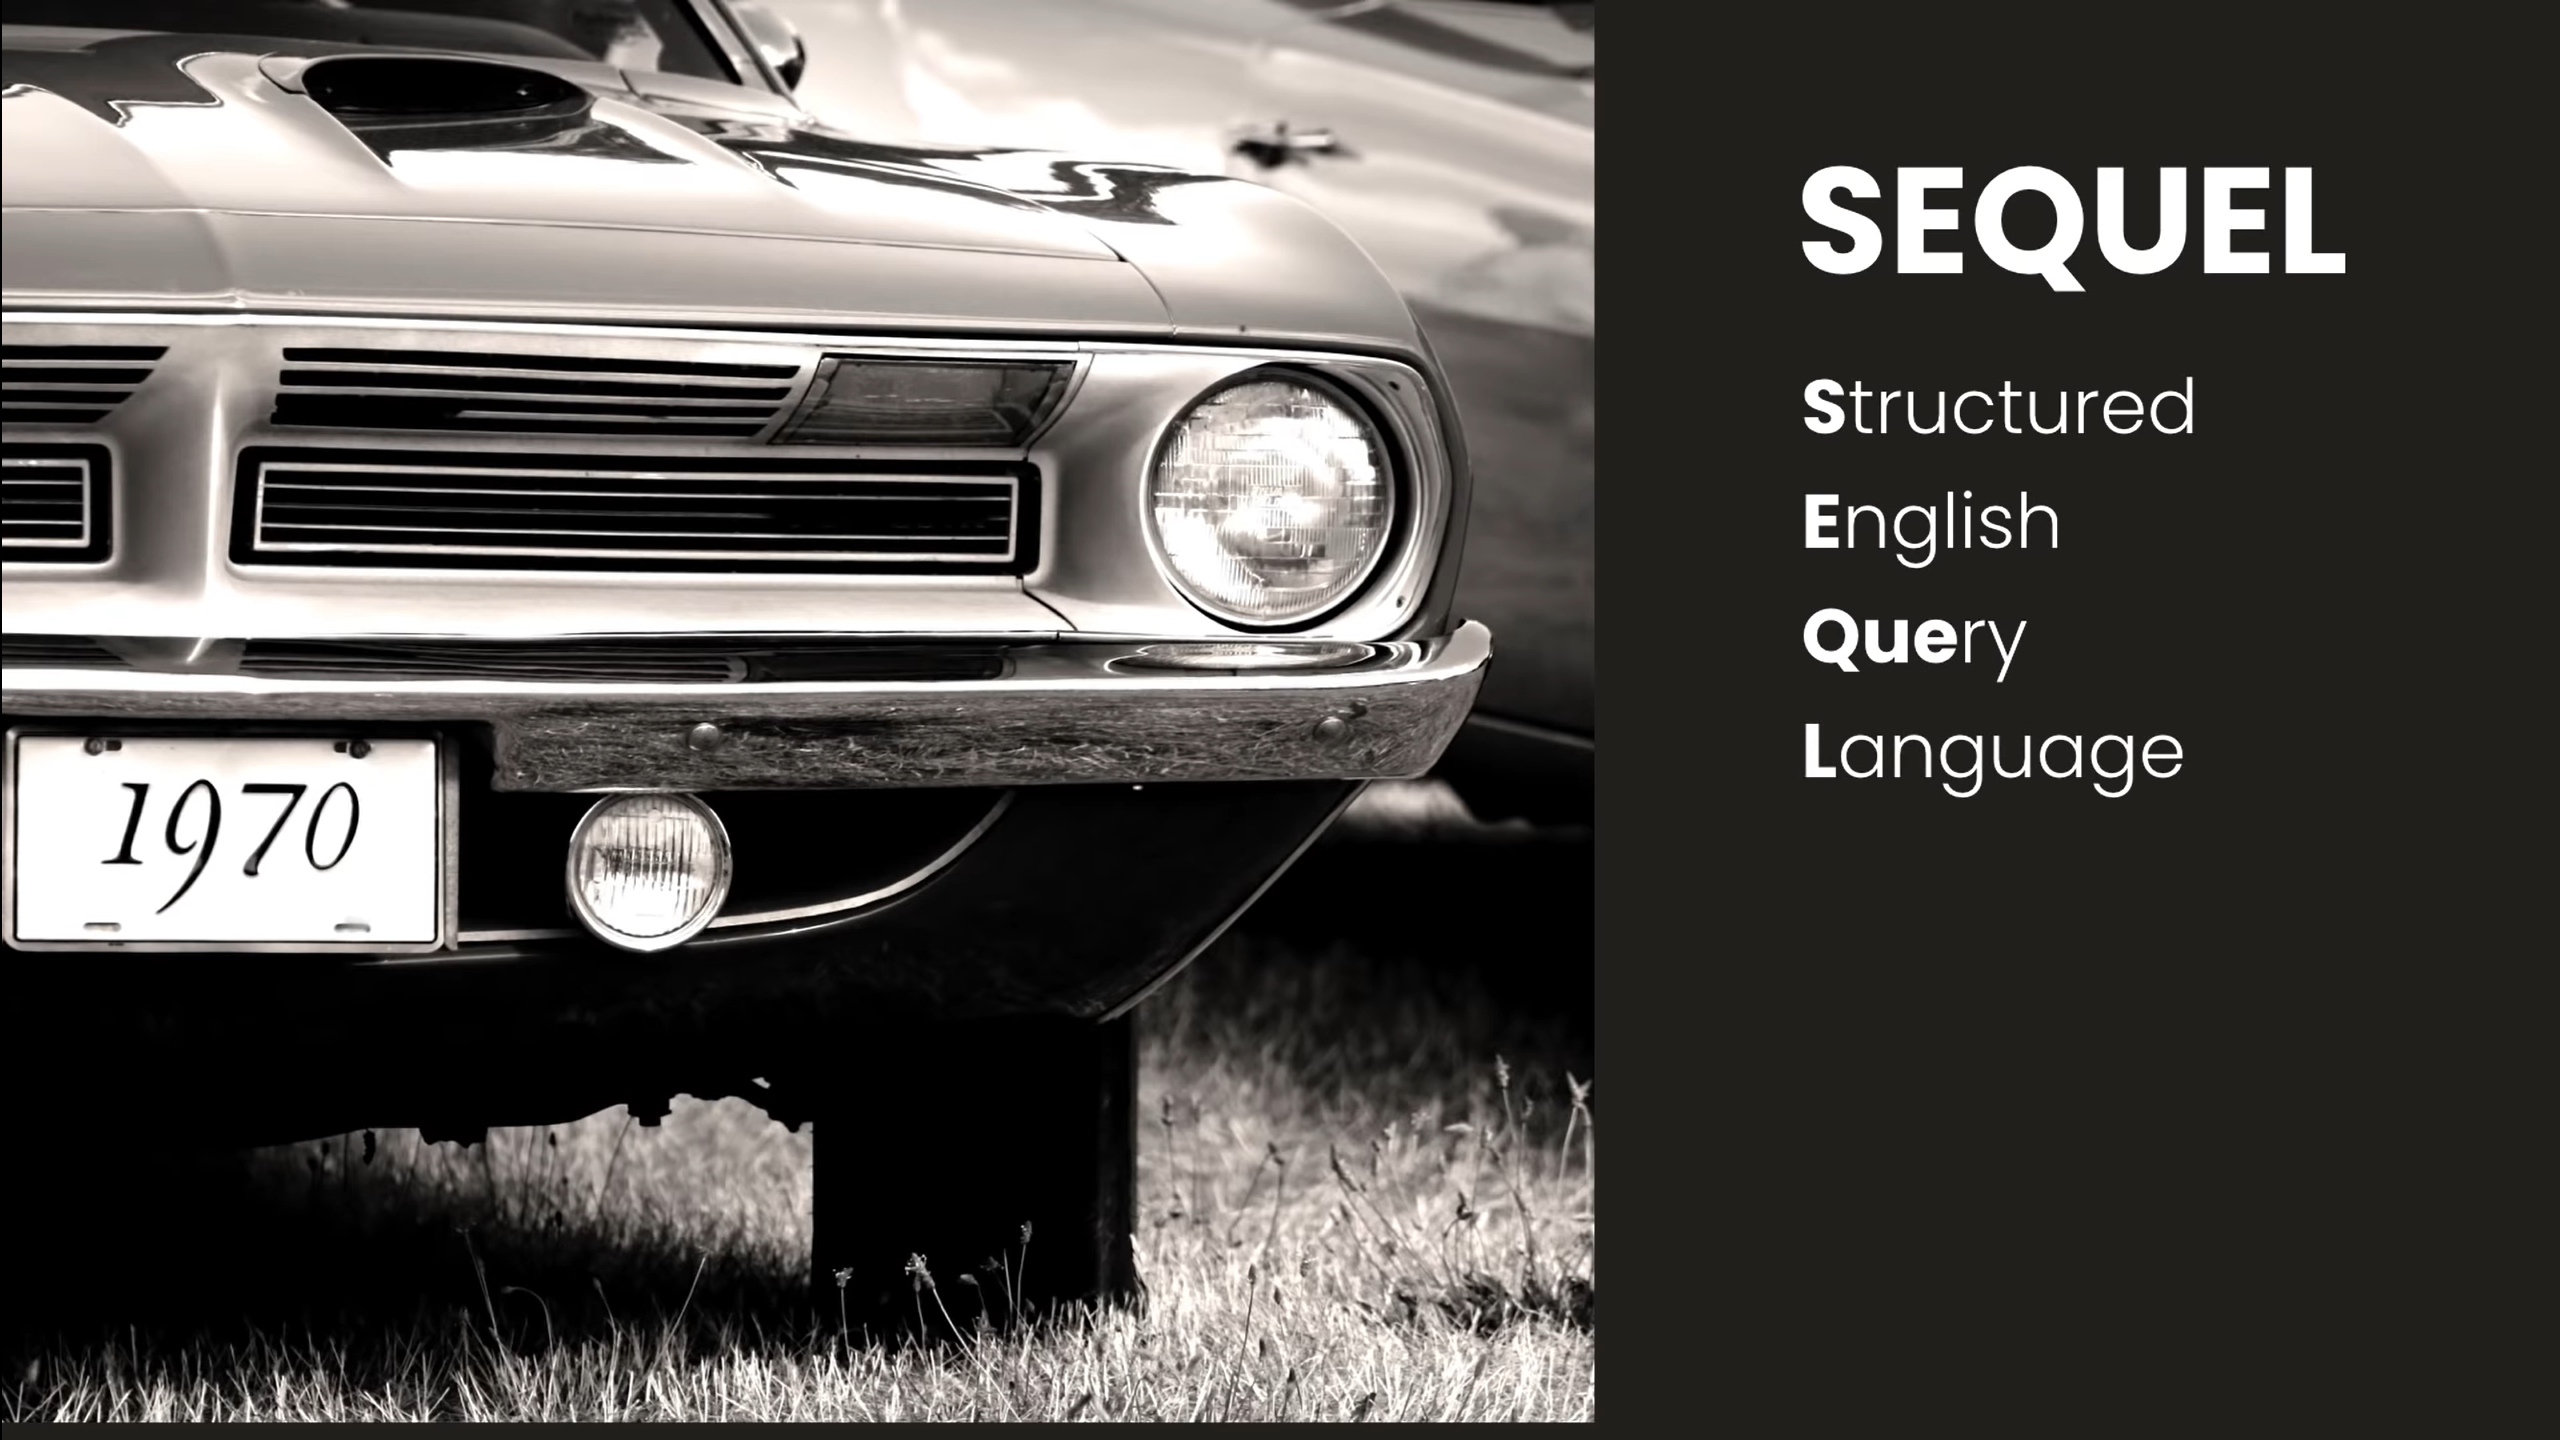 SEQUEL
Structured
English
Query
Language
1970